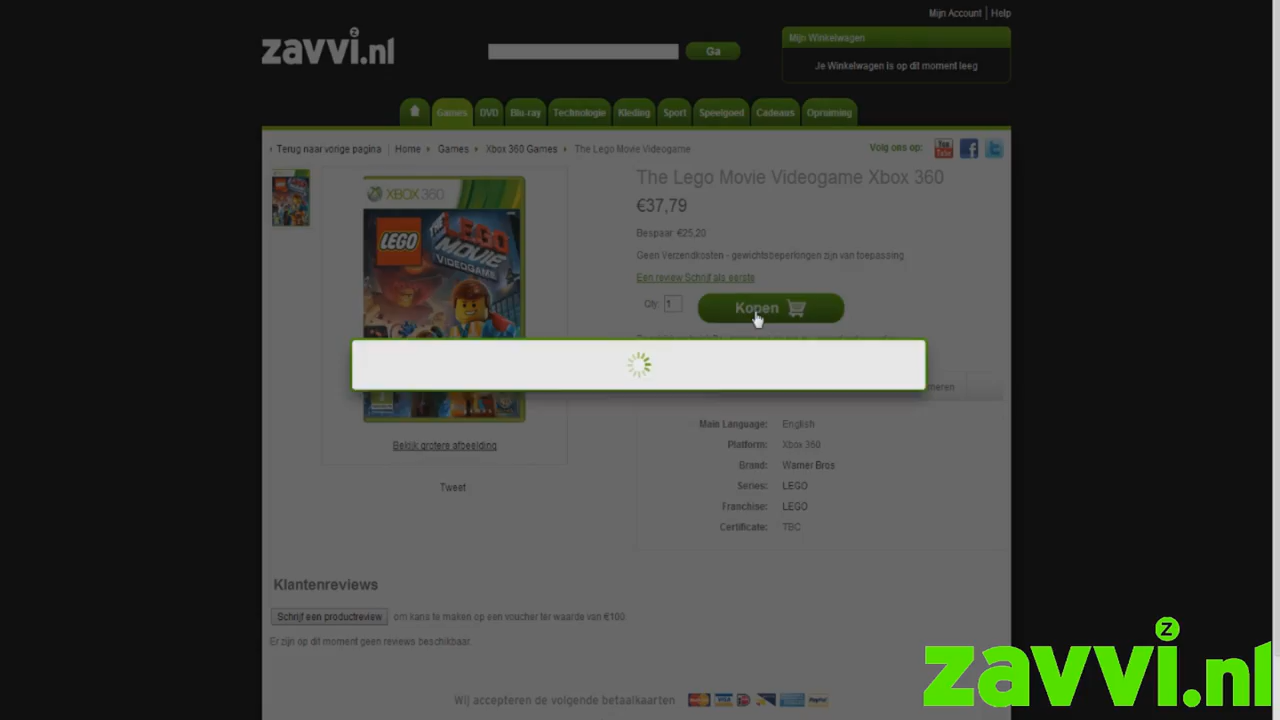 Mijn Account | Help
zavvi.nl
Ga
Mijn Winkelwagen
Je Winkelwagen is op dit moment leeg
Games DVD Blu-ray Technologie Kleding Sport Speelgoed Cadeaus Opruiming
Terug naar vorige pagina | Home Games Xbox 360 Games The Lego Movie Videogame
Volg ons op: You Tube
The Lego Movie Videogame Xbox 360
€37,79
Bespaar: €25,20
Geen Verzendkosten - gewichtsbeperkingen zijn van toepassing
Een review Schrijf als eerste
Qty: 1 Kopen
XBOX 360
LEGO
THE LEGO MOVIE VIDEOGAME
Bekijk grotere afbeelding
Tweet
Main Language: English
Platform: Xbox 360
Brand: Warner Bros
Series: LEGO
Franchise: LEGO
Certificate: TBC
Klantenreviews
Schrijf een productreview om kans te maken op een voucher ter waarde van €100.
Er zijn op dit moment geen reviews beschikbaar.
Wij accepteren de volgende betaalkaarten
VISA PayPal
zavvi.nl